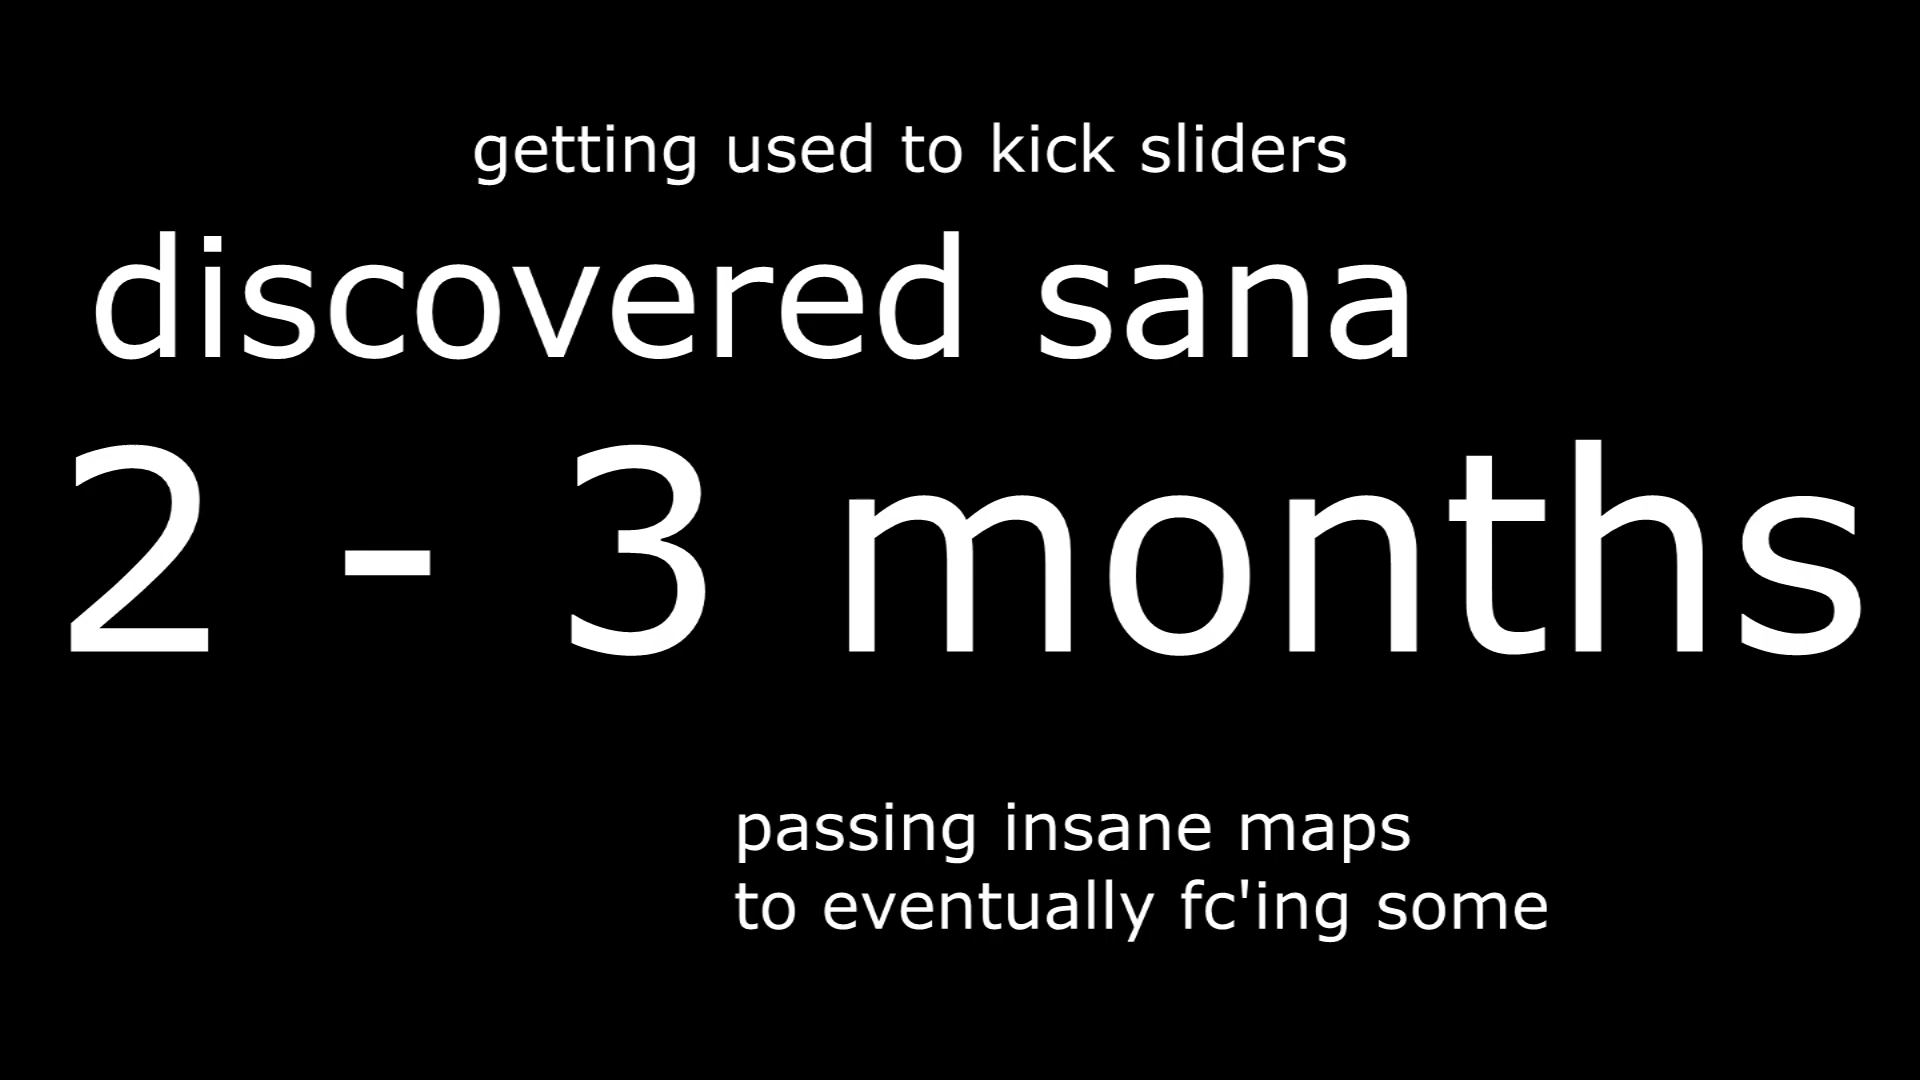 getting used to kick sliders
discovered sana
2 - 3 months
passing insane maps
to eventually fc'ing some